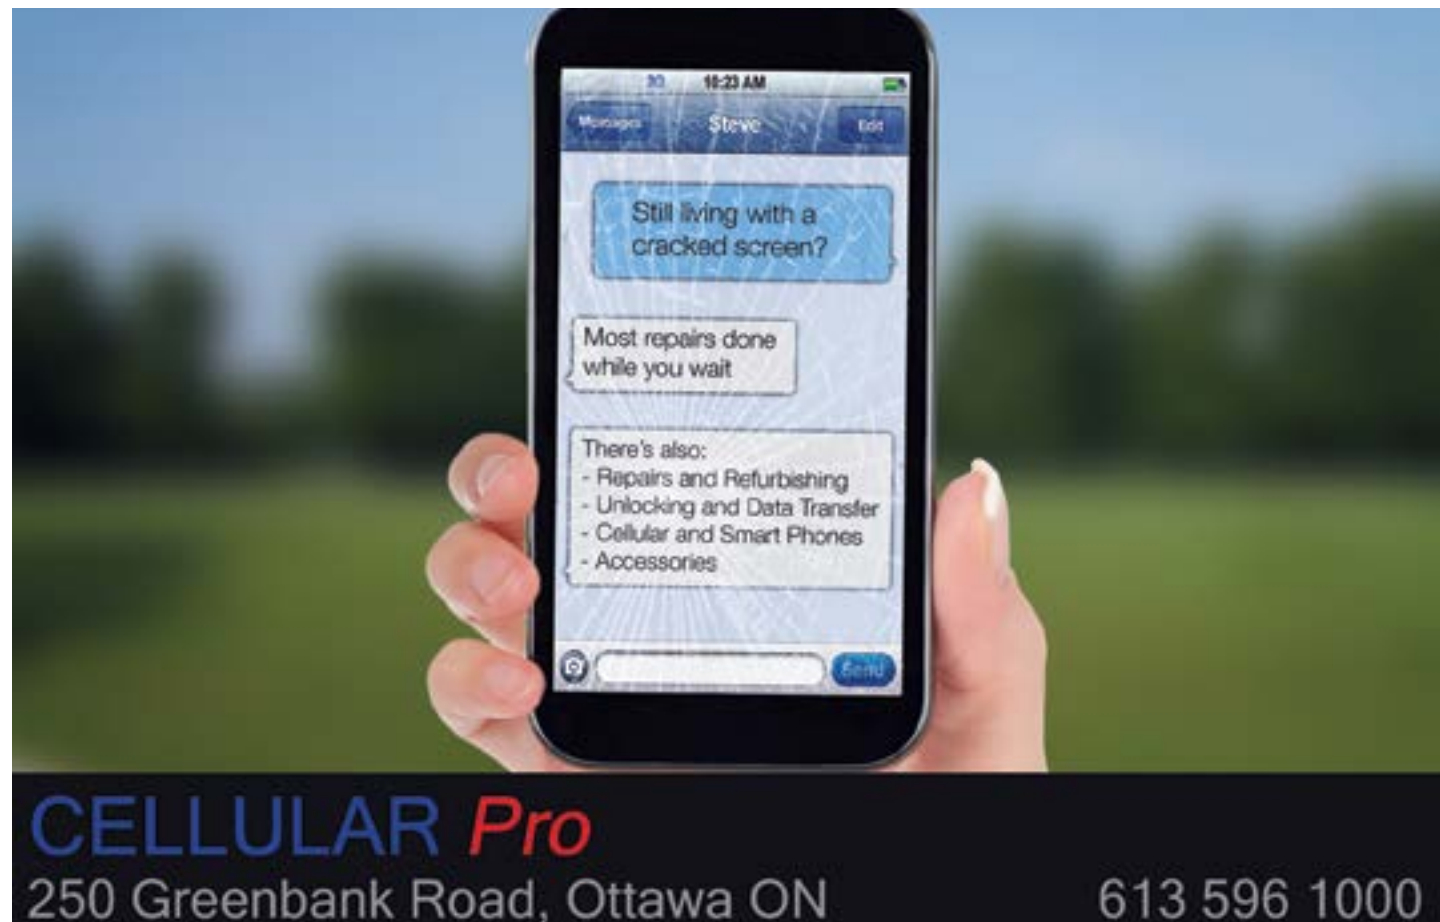 10:23 AM
Messages Steve Edit
Still living with a
cracked screen?
Most repairs done
while you wait
There's also:
- Repairs and Refurbishing
- Unlocking and Data Transfer
- Cellular and Smart Phones
- Accessories
Send
CELLULAR Pro
250 Greenbank Road, Ottawa ON 613 596 1000